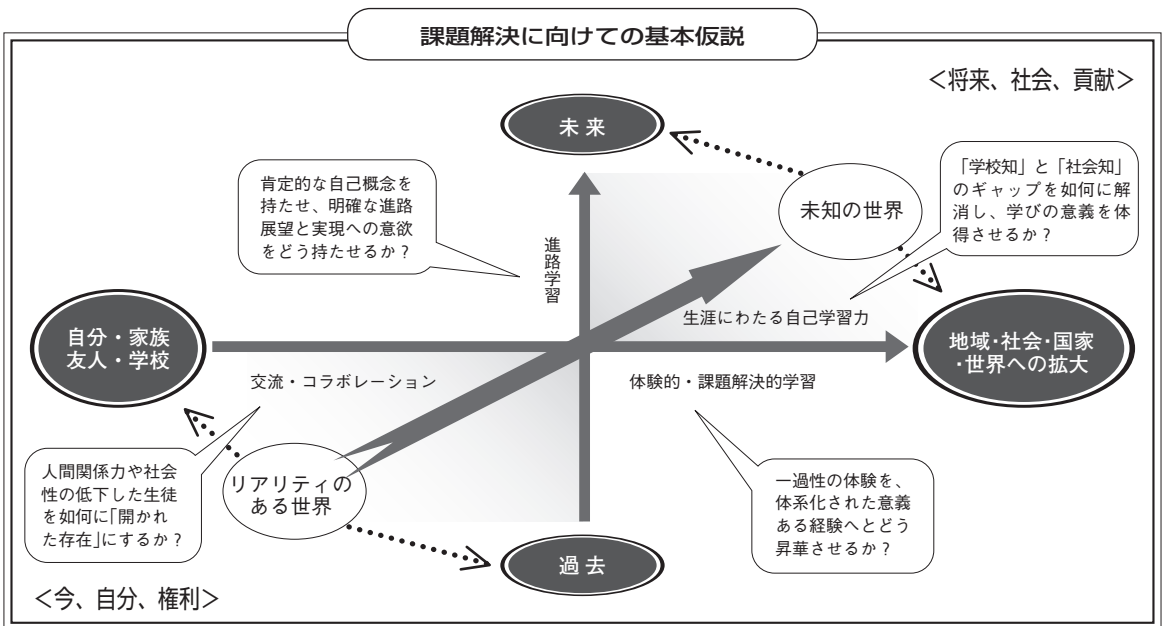 課題解決に向けての基本仮説
＜将来、社会、貢献＞
未 来
肯定的な自己概念を
持たせ、明確な進路
展望と実現への意欲
をどう持たせるか？
「学校知」と「社会知」
のギャップを如何に解
消し、学びの意義を体
得させるか？
未知の世界
進路学習
自分・家族
友人・学校
生涯にわたる自己学習力
地域・社会・国家
・世界への拡大
交流・コラボレーション
体験的・課題解決的学習
人間関係力や社会
性の低下した生徒
を如何に「開かれ
た存在」にするか？
リアリティの
ある世界
一過性の体験を、
体系化された意義
ある経験へとどう
昇華させるか？
過 去
＜今、自分、権利＞